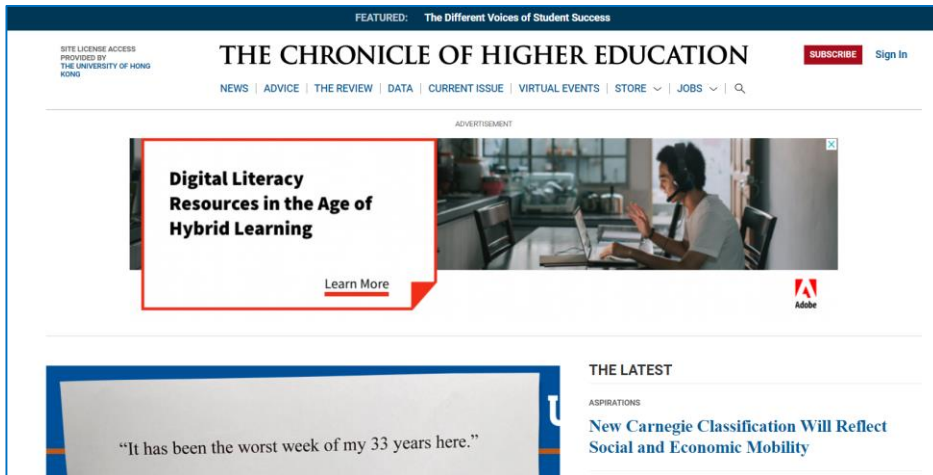 FEATURED: The Different Voices of Student Success
SITE LICENSE ACCESS
PROVIDED BY
THE UNIVERSITY OF HONG
KONG
THE CHRONICLE OF HIGHER EDUCATION
SUBSCRIBE Sign In
NEWS | ADVICE | THE REVIEW | DATA | CURRENT ISSUE | VIRTUAL EVENTS | STORE | JOBS
ADVERTISEMENT
Digital Literacy
Resources in the Age of
Hybrid Learning
Learn More
Adobe
THE LATEST
ASPIRATIONS
New Carnegie Classification Will Reflect
Social and Economic Mobility
“It has been the worst week of my 33 years here.”